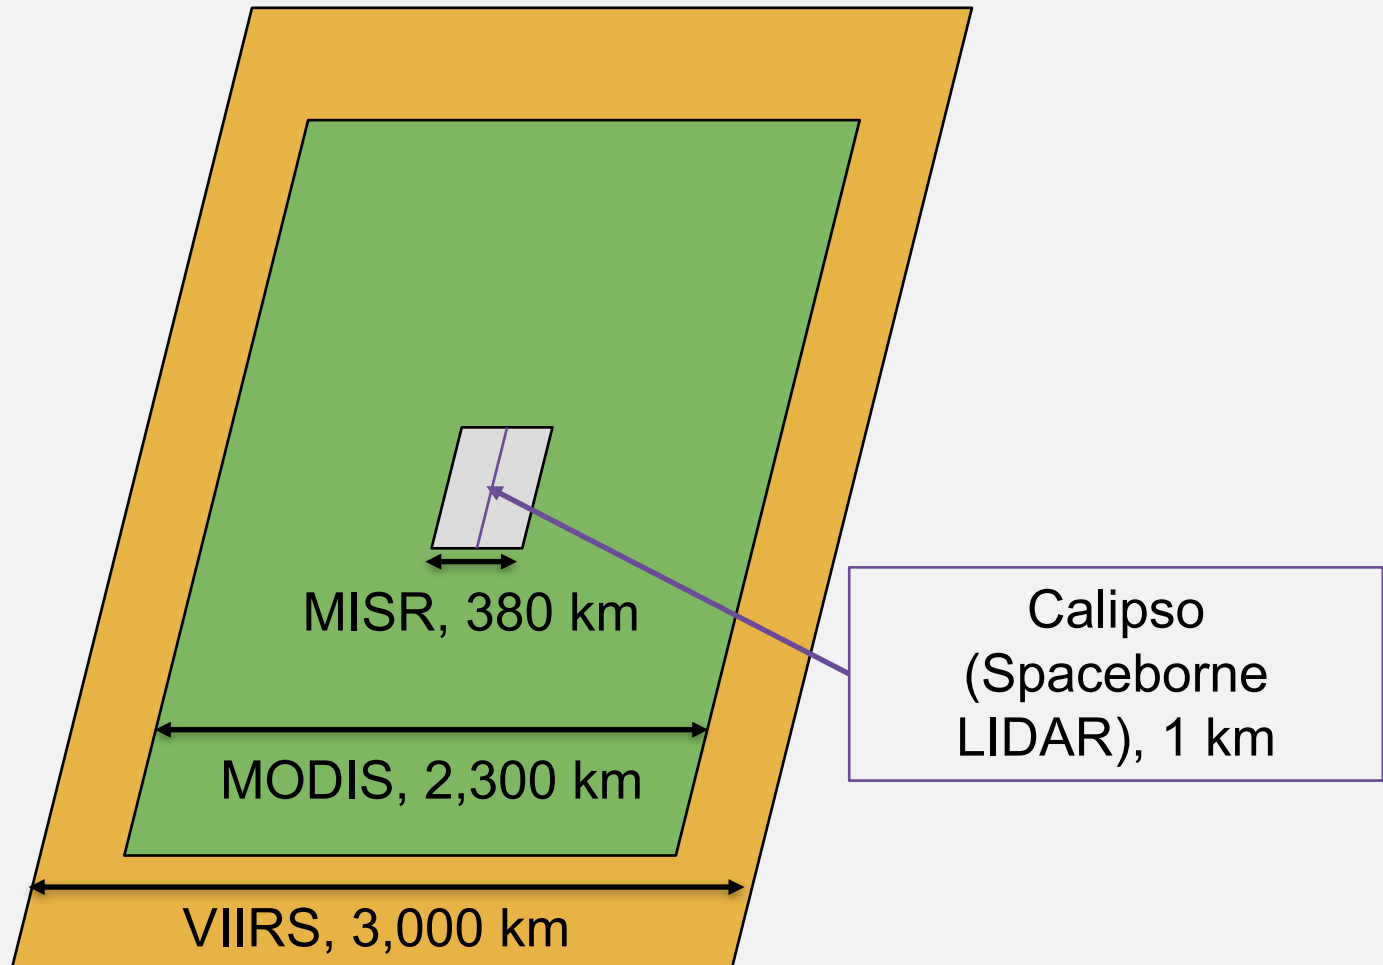 MISR, 380 km
Calipso
(Spaceborne
LIDAR), 1 km
MODIS, 2,300 km
VIIRS, 3,000 km